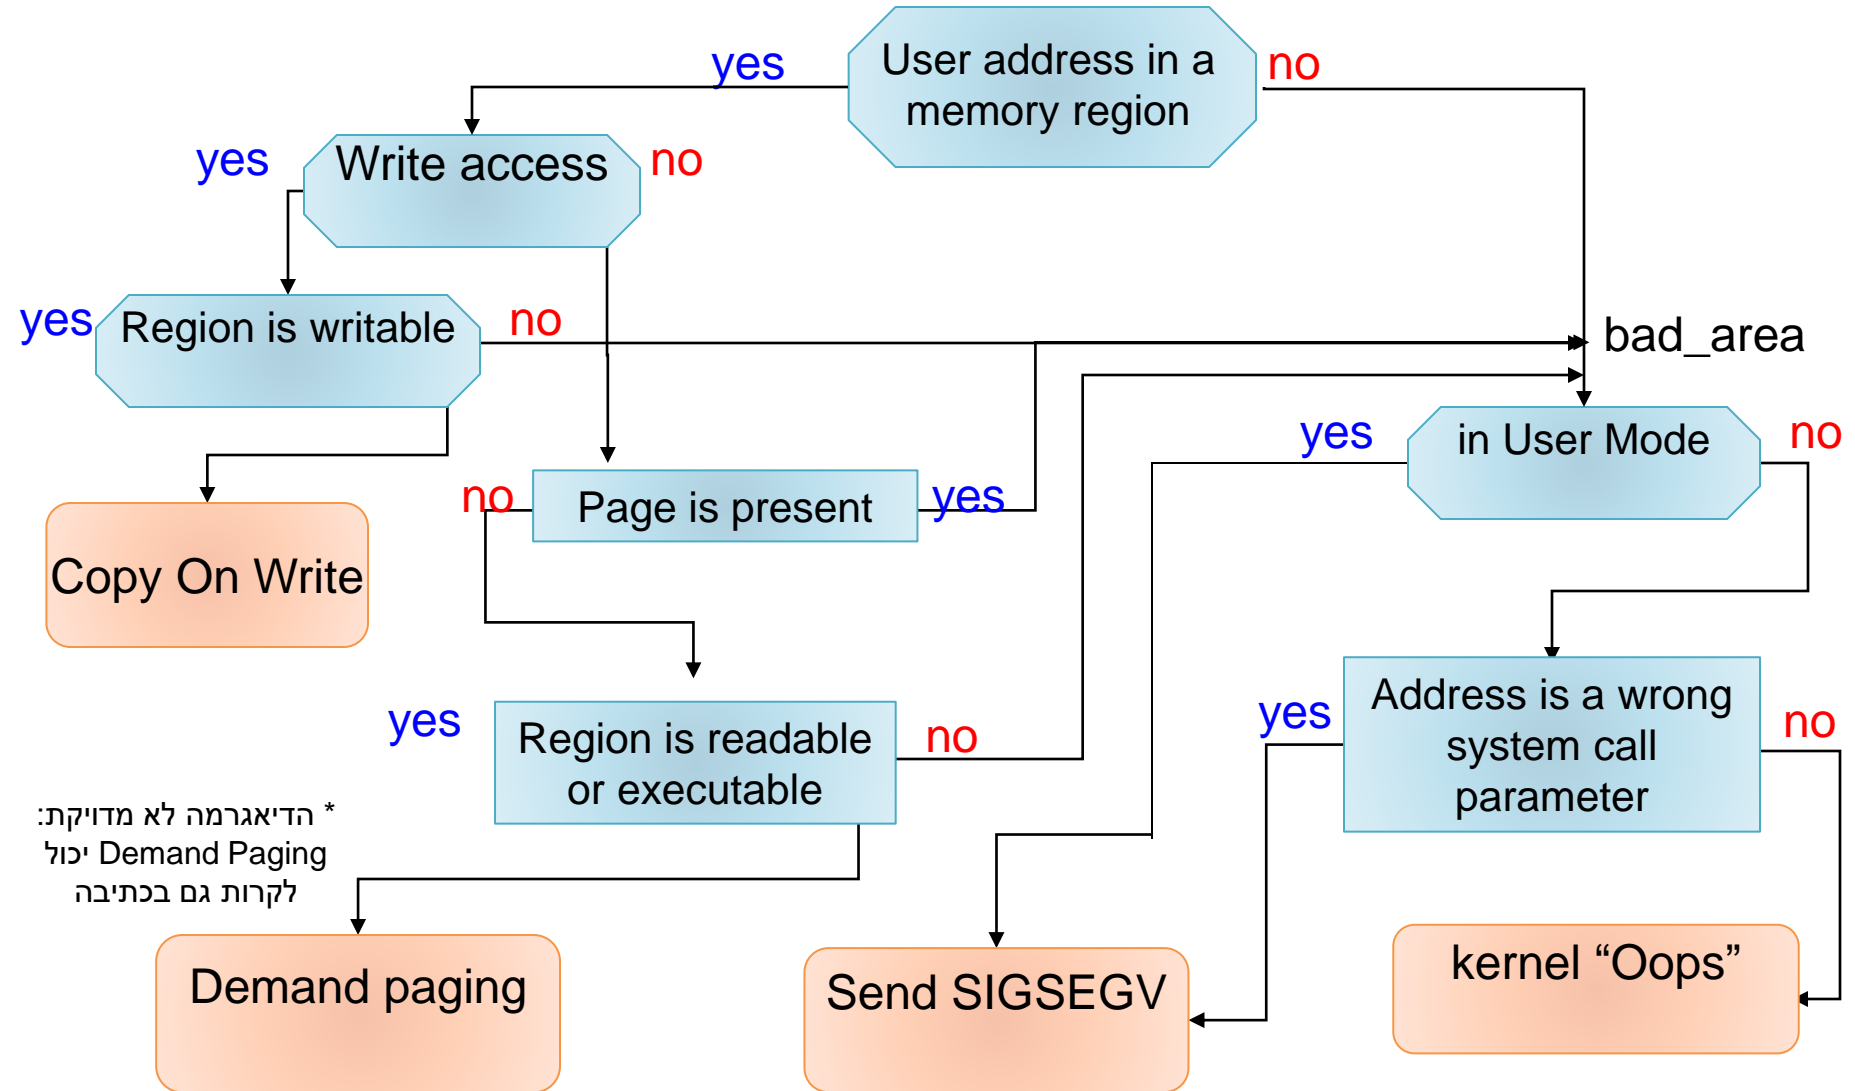 User address in a
memory region
yes
no
Write access
yes
no
Region is writable
yes
no
bad_area
in User Mode
yes
no
Page is present
no
yes
Copy On Write
Address is a wrong
system call
parameter
yes
no
Region is readable
or executable
yes
no
* הדיאגרמה לא מדויקת:
Demand Paging יכול
לקרות גם בכתיבה
Demand paging
Send SIGSEGV
kernel “Oops”